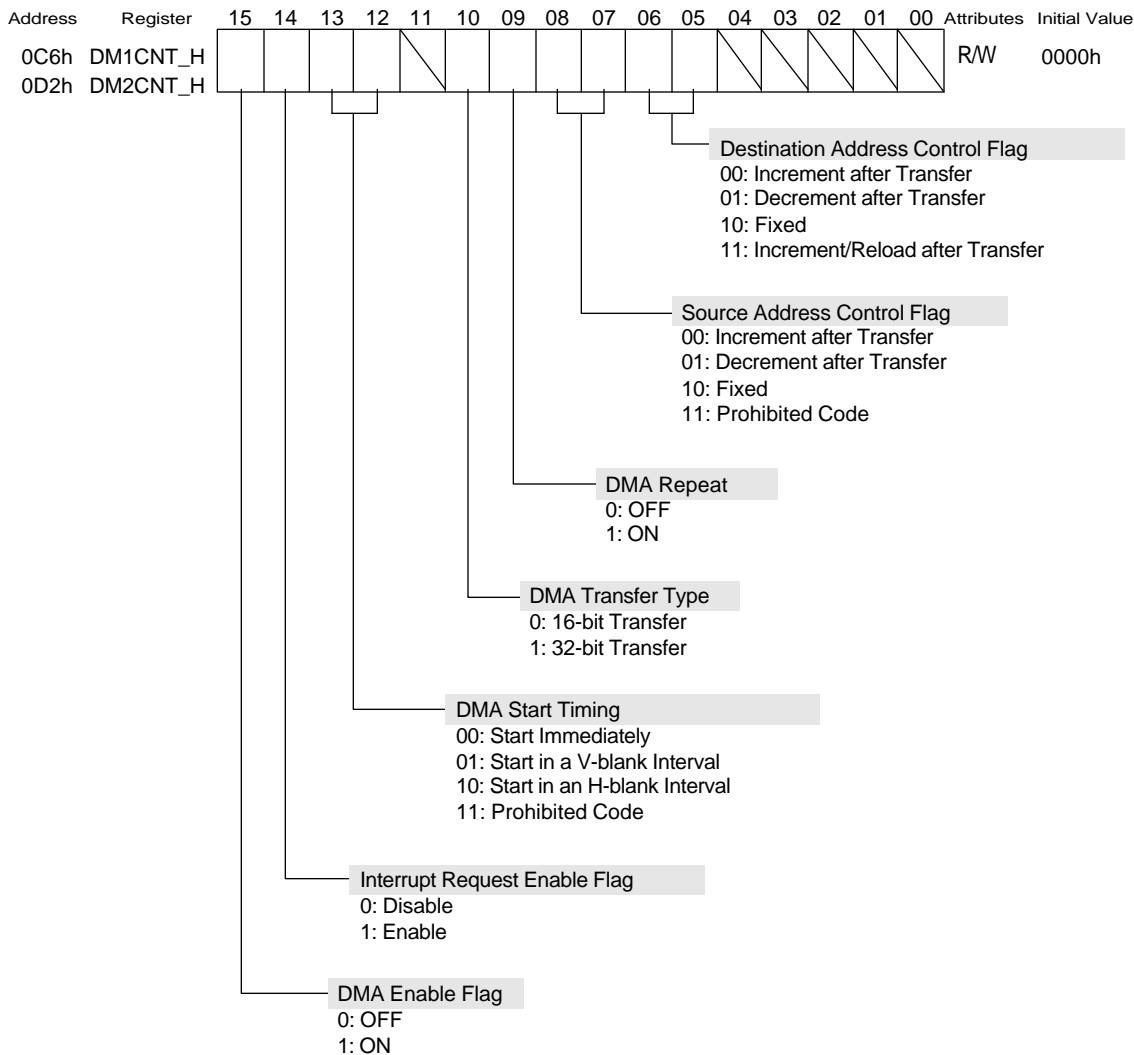 Address Register 15 14 13 12 11 10 09 08 07 06 05 04 03 02 01 00 Attributes Initial Value
0C6h DM1CNT_H R/W 0000h
0D2h DM2CNT_H
Destination Address Control Flag
00: Increment after Transfer
01: Decrement after Transfer
10: Fixed
11: Increment/Reload after Transfer
Source Address Control Flag
00: Increment after Transfer
01: Decrement after Transfer
10: Fixed
11: Prohibited Code
DMA Repeat
0: OFF
1: ON
DMA Transfer Type
0: 16-bit Transfer
1: 32-bit Transfer
DMA Start Timing
00: Start Immediately
01: Start in a V-blank Interval
10: Start in an H-blank Interval
11: Prohibited Code
Interrupt Request Enable Flag
0: Disable
1: Enable
DMA Enable Flag
0: OFF
1: ON